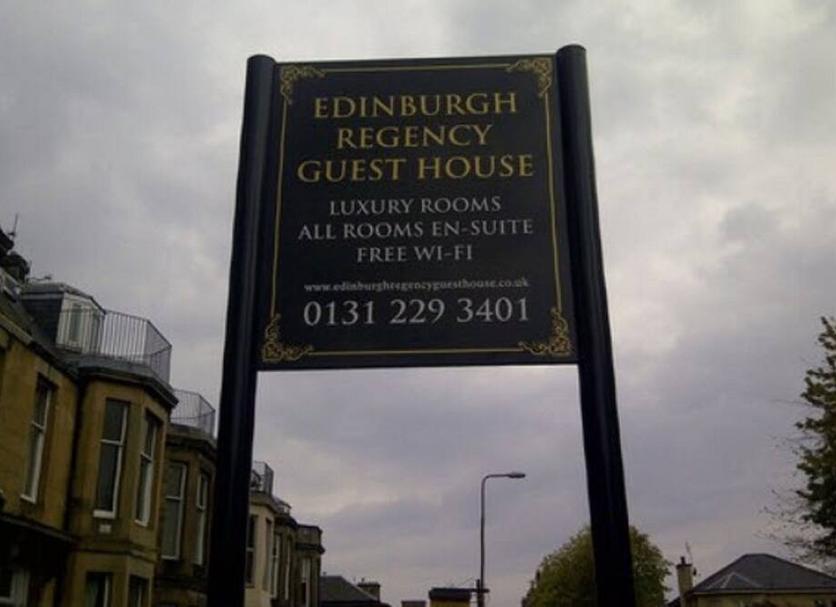 EDINBURGH
REGENCY
GUEST HOUSE
LUXURY ROOMS
ALL ROOMS EN-SUITE
FREE WI-FI
www.edinburghregencyguesthouse.co.uk
0131 229 3401